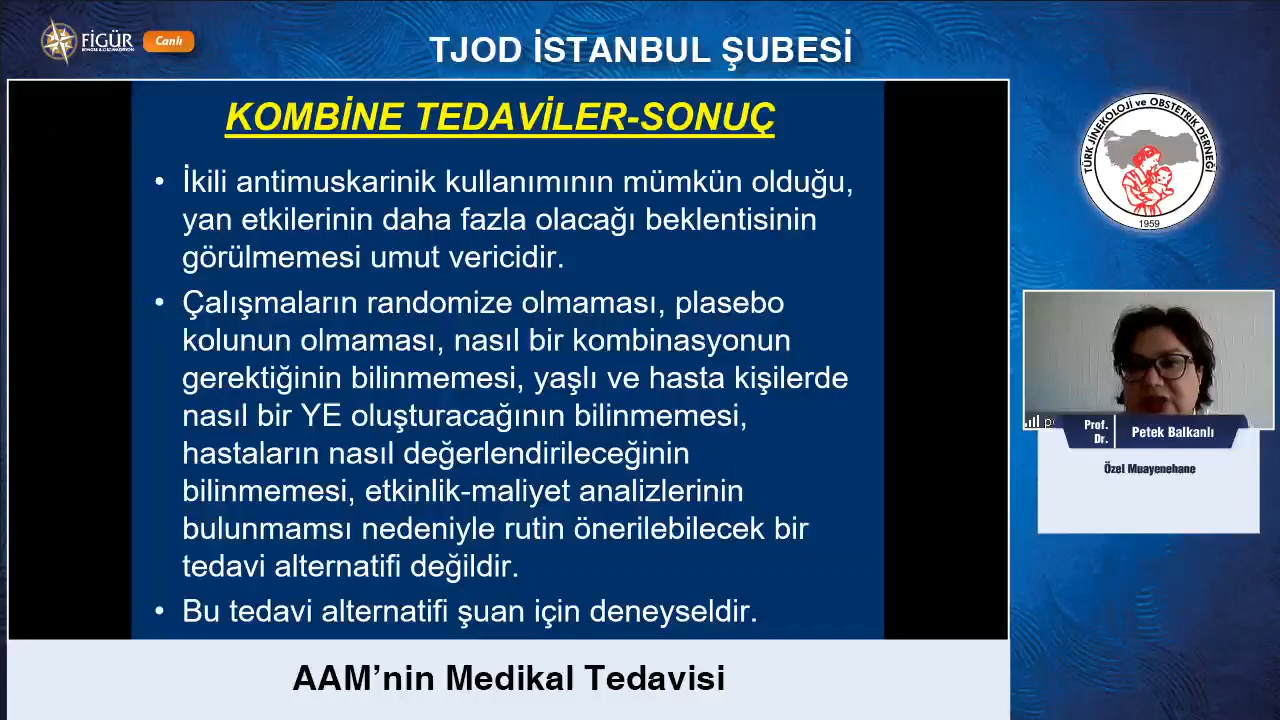 FİGÜR
Canlı
TJOD İSTANBUL ŞUBESİ
KOMBİNE TEDAVİLER-SONUÇ
• İkili antimuskarinik kullanımının mümkün olduğu,
yan etkilerinin daha fazla olacağı beklentisinin
görülmemesi umut vericidir.
• Çalışmaların randomize olmaması, plasebo
kolunun olmaması, nasıl bir kombinasyonun
gerektiğinin bilinmemesi, yaşlı ve hasta kişilerde
nasıl bir YE oluşturacağının bilinmemesi,
hastaların nasıl değerlendirileceğinin
bilinmemesi, etkinlik-maliyet analizlerinin
bulunmamsı nedeniyle rutin önerilebilecek bir
tedavi alternatifi değildir.
• Bu tedavi alternatifi şuan için deneyseldir.
AAM’nin Medikal Tedavisi
TÜRK JİNEKOLOJİ ve OBSTETRİK DERNEĞİ
1959
Prof. Dr.
Petek Balkanlı
Özel Muayenehane